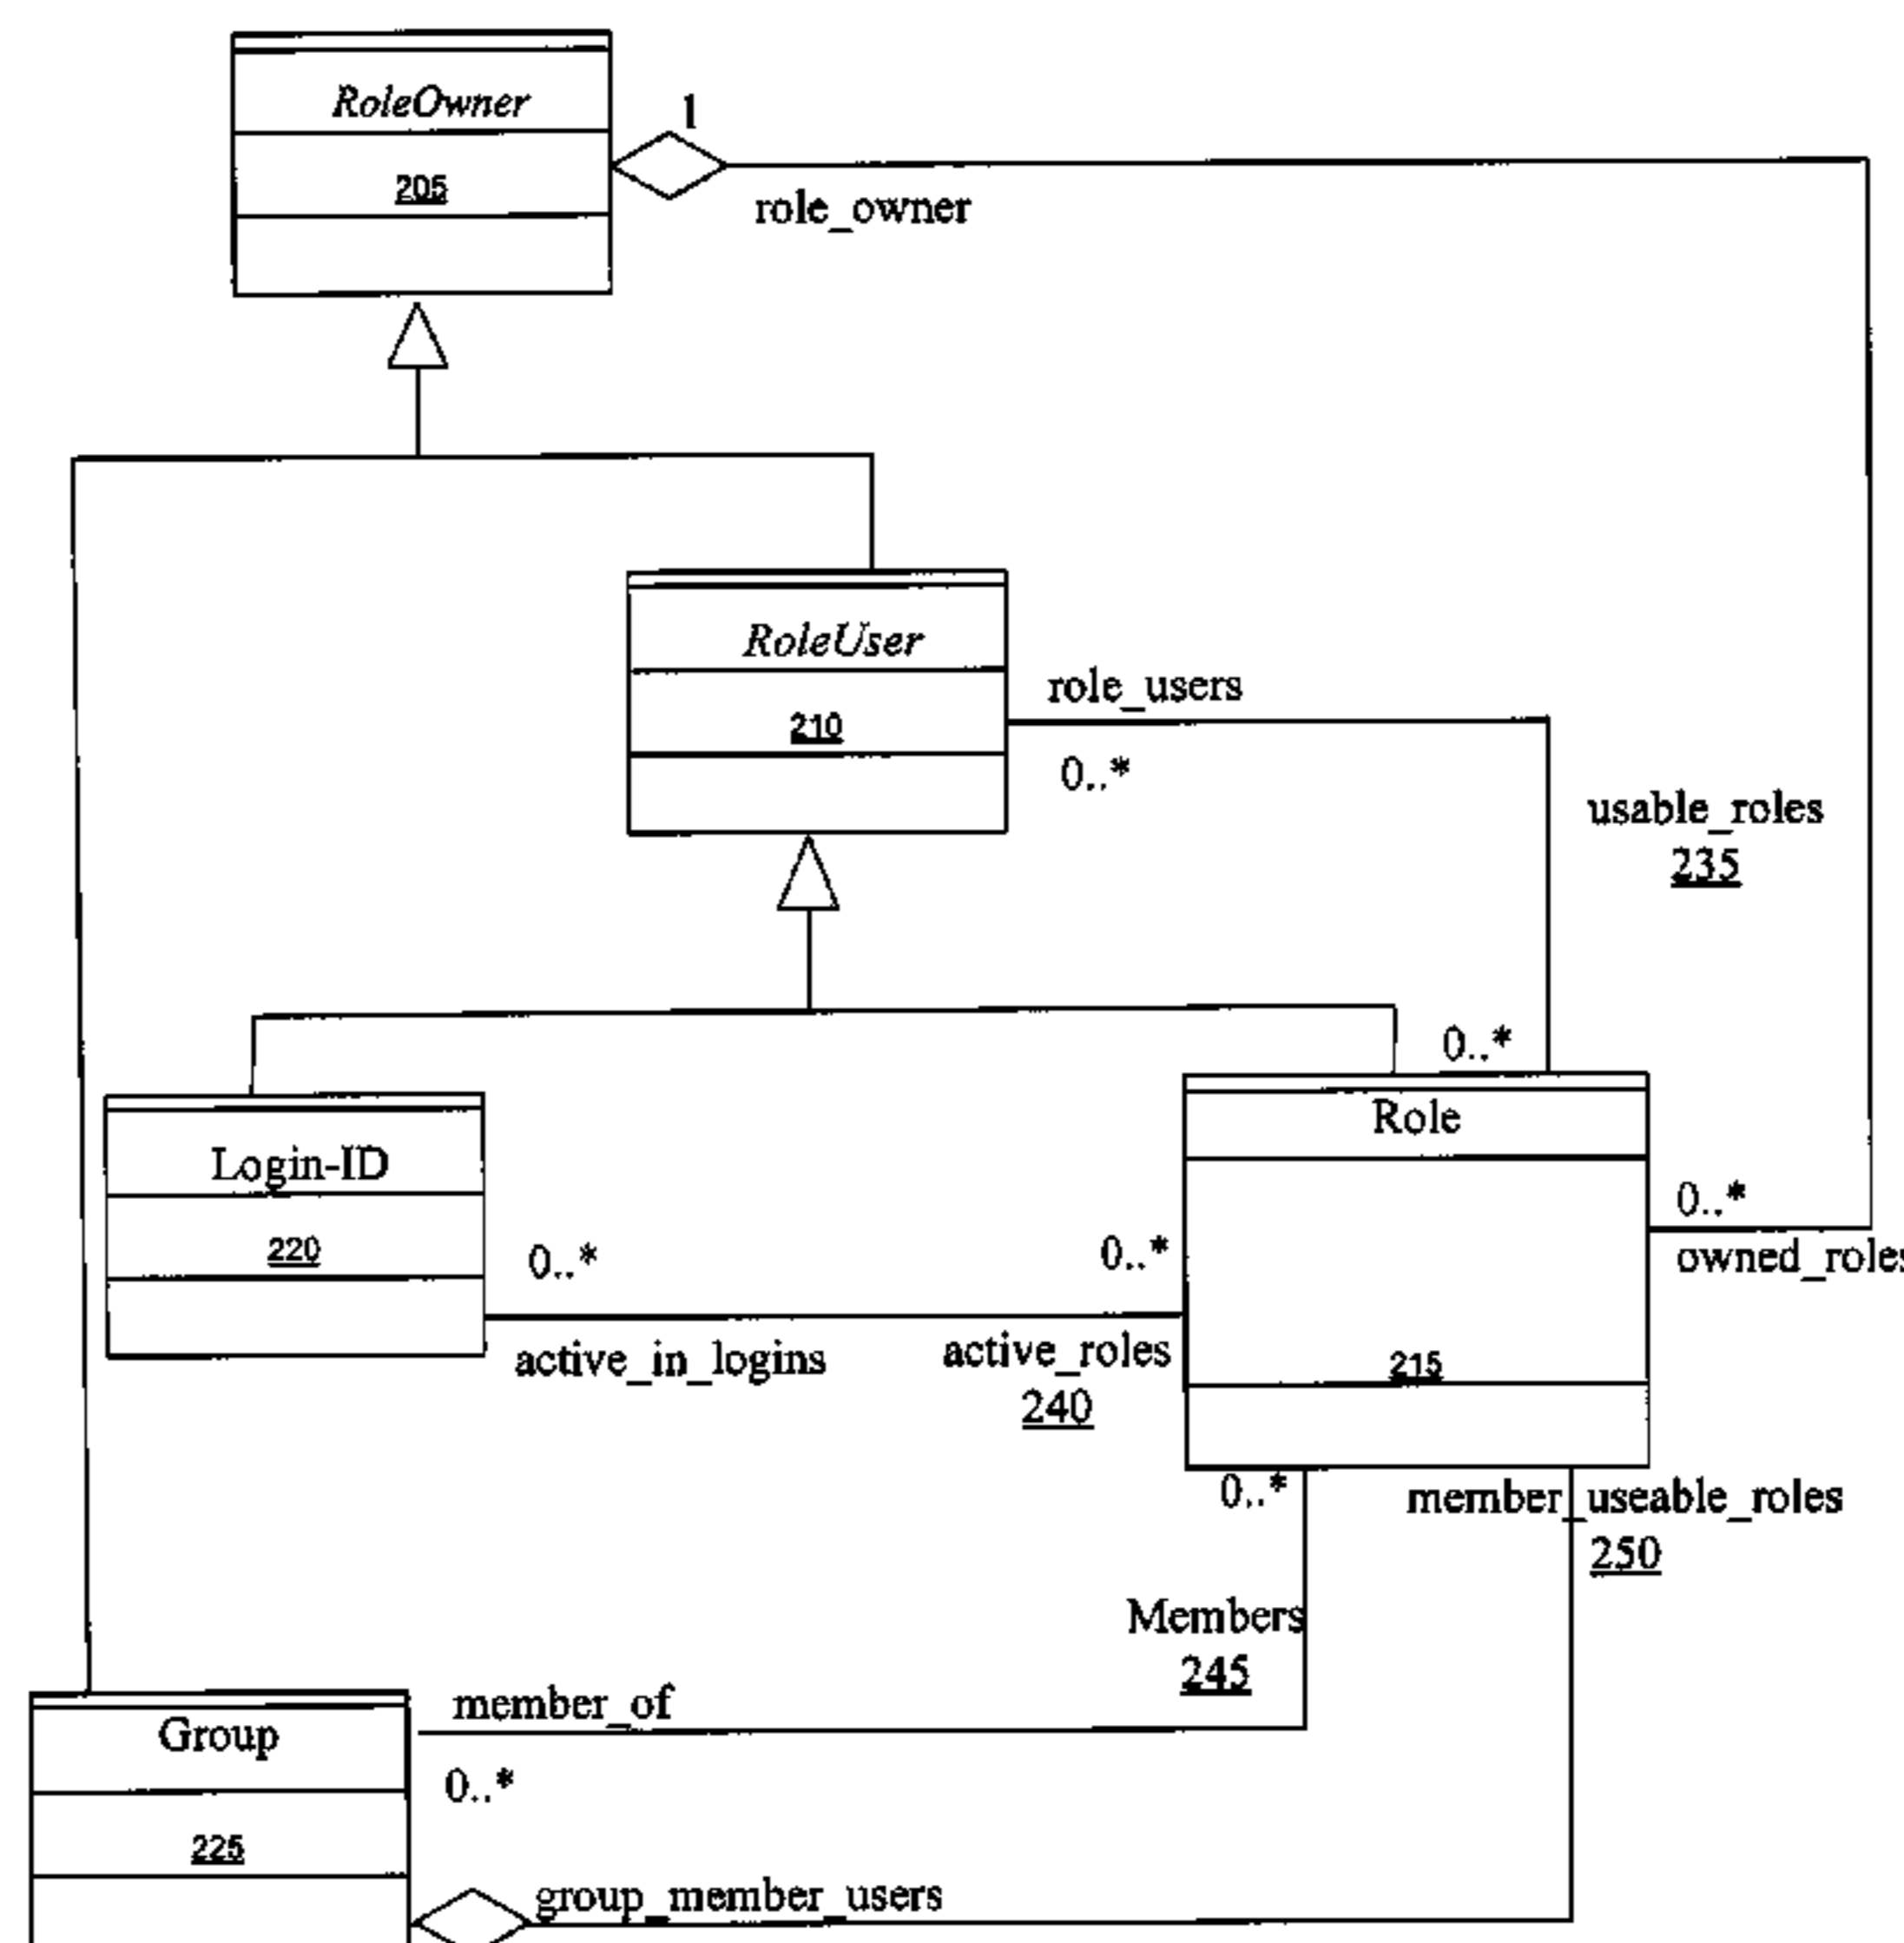 RoleOwner
1
205
role_owner
RoleUser
role_users
210
0..*
usable_roles
235
0..*
Role
Login-ID
0..*
220
0..*
0..*
owned_roles
active_in_logins
active_roles
215
240
0..*
member_useable_roles
250
Members
245
member_of
Group
0..*
225
group_member_users